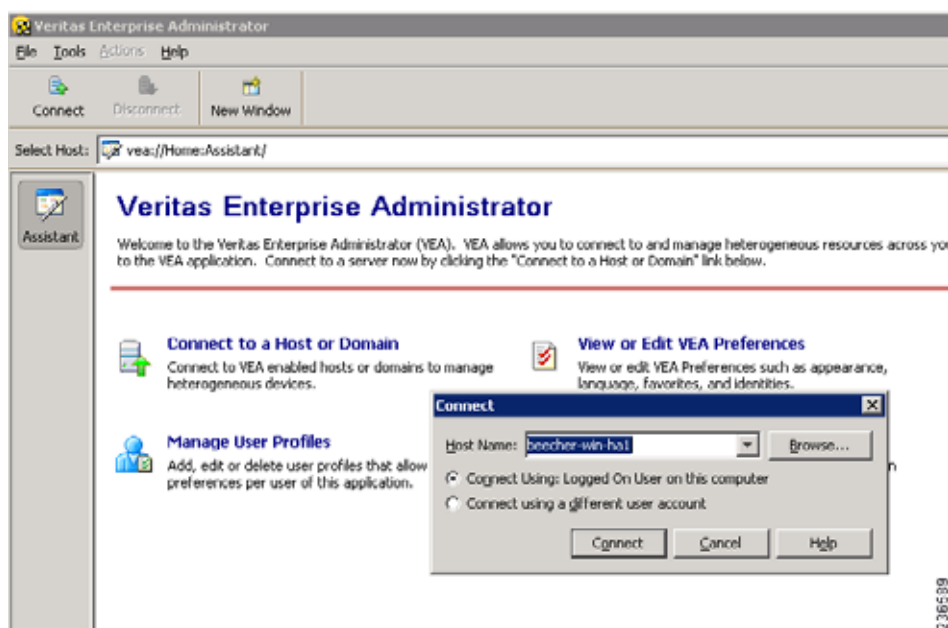 Veritas Enterprise Administrator
File Tools Actions Help
Connect Disconnect New Window
Select Host: vea://Home:Assistant/
Assistant
Veritas Enterprise Administrator
Welcome to the Veritas Enterprise Administrator (VEA). VEA allows you to connect to and manage heterogeneous resources across
to the VEA application. Connect to a server now by clicking the "Connect to a Host or Domain" link below.
Connect to a Host or Domain
Connect to VEA enabled hosts or domains to manage
heterogeneous devices.
View or Edit VEA Preferences
View or edit VEA Preferences such as appearance,
language, favorites, and identities.
Manage User Profiles
Add, edit or delete user profiles that allow
preferences per user of this application.
Connect
Host Name: beecher-win-ha1 Browse...
Connect Using: Logged On User on this computer
Connect using a different user account
Connect Cancel Help
236589